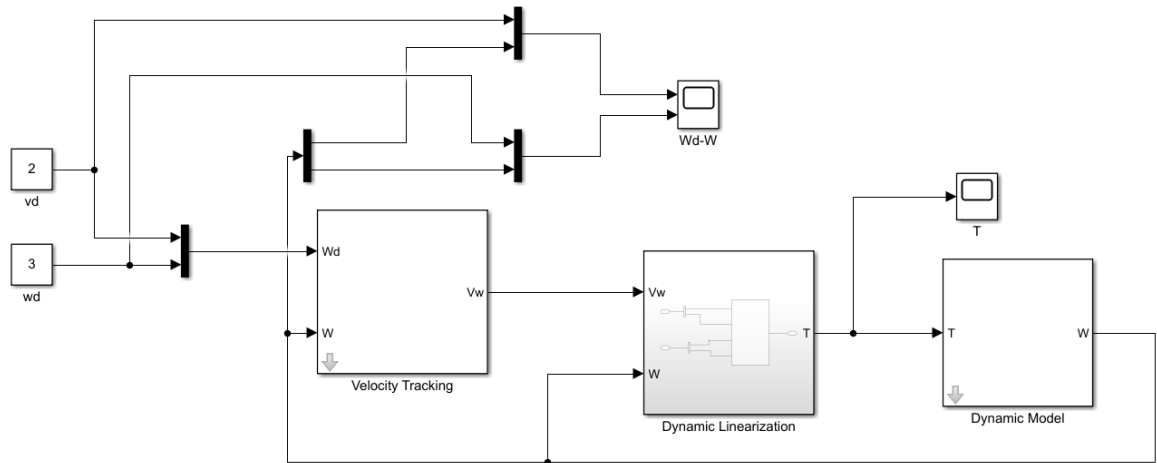 Wd-W
2
vd
T
3
wd
Wd
Vw
W
Velocity Tracking
Vw
T
W
Dynamic Linearization
T
W
Dynamic Model